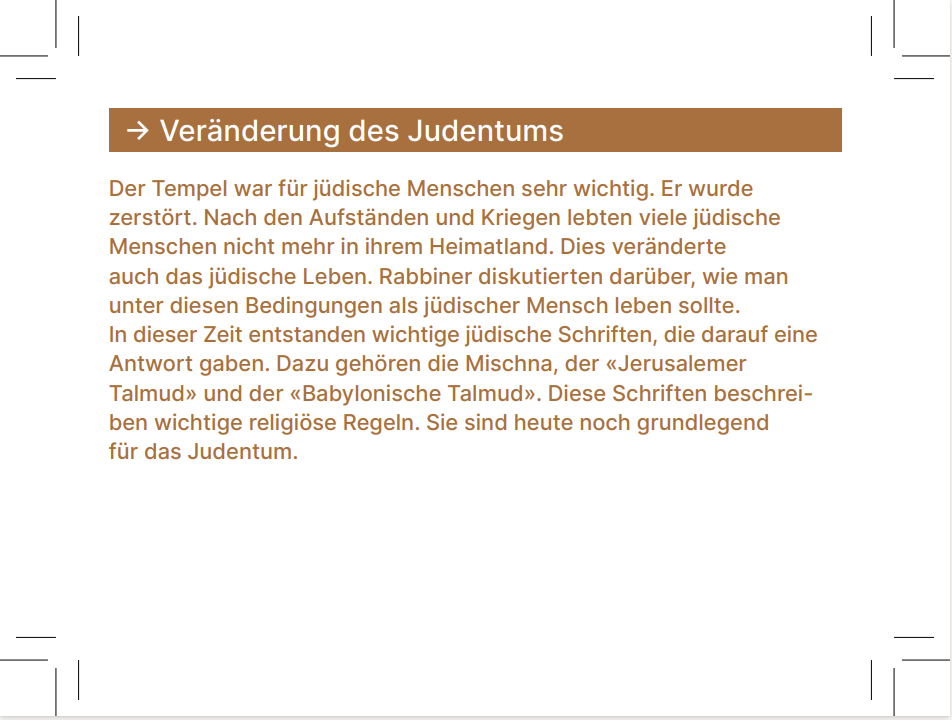 → Veränderung des Judentums
Der Tempel war für jüdische Menschen sehr wichtig. Er wurde
zerstört. Nach den Aufständen und Kriegen lebten viele jüdische
Menschen nicht mehr in ihrem Heimatland. Dies veränderte
auch das jüdische Leben. Rabbiner diskutierten darüber, wie man
unter diesen Bedingungen als jüdischer Mensch leben sollte.
In dieser Zeit entstanden wichtige jüdische Schriften, die darauf eine
Antwort gaben. Dazu gehören die Mischna, der «Jerusalemer
Talmud» und der «Babylonische Talmud». Diese Schriften beschrei-
ben wichtige religiöse Regeln. Sie sind heute noch grundlegend
für das Judentum.